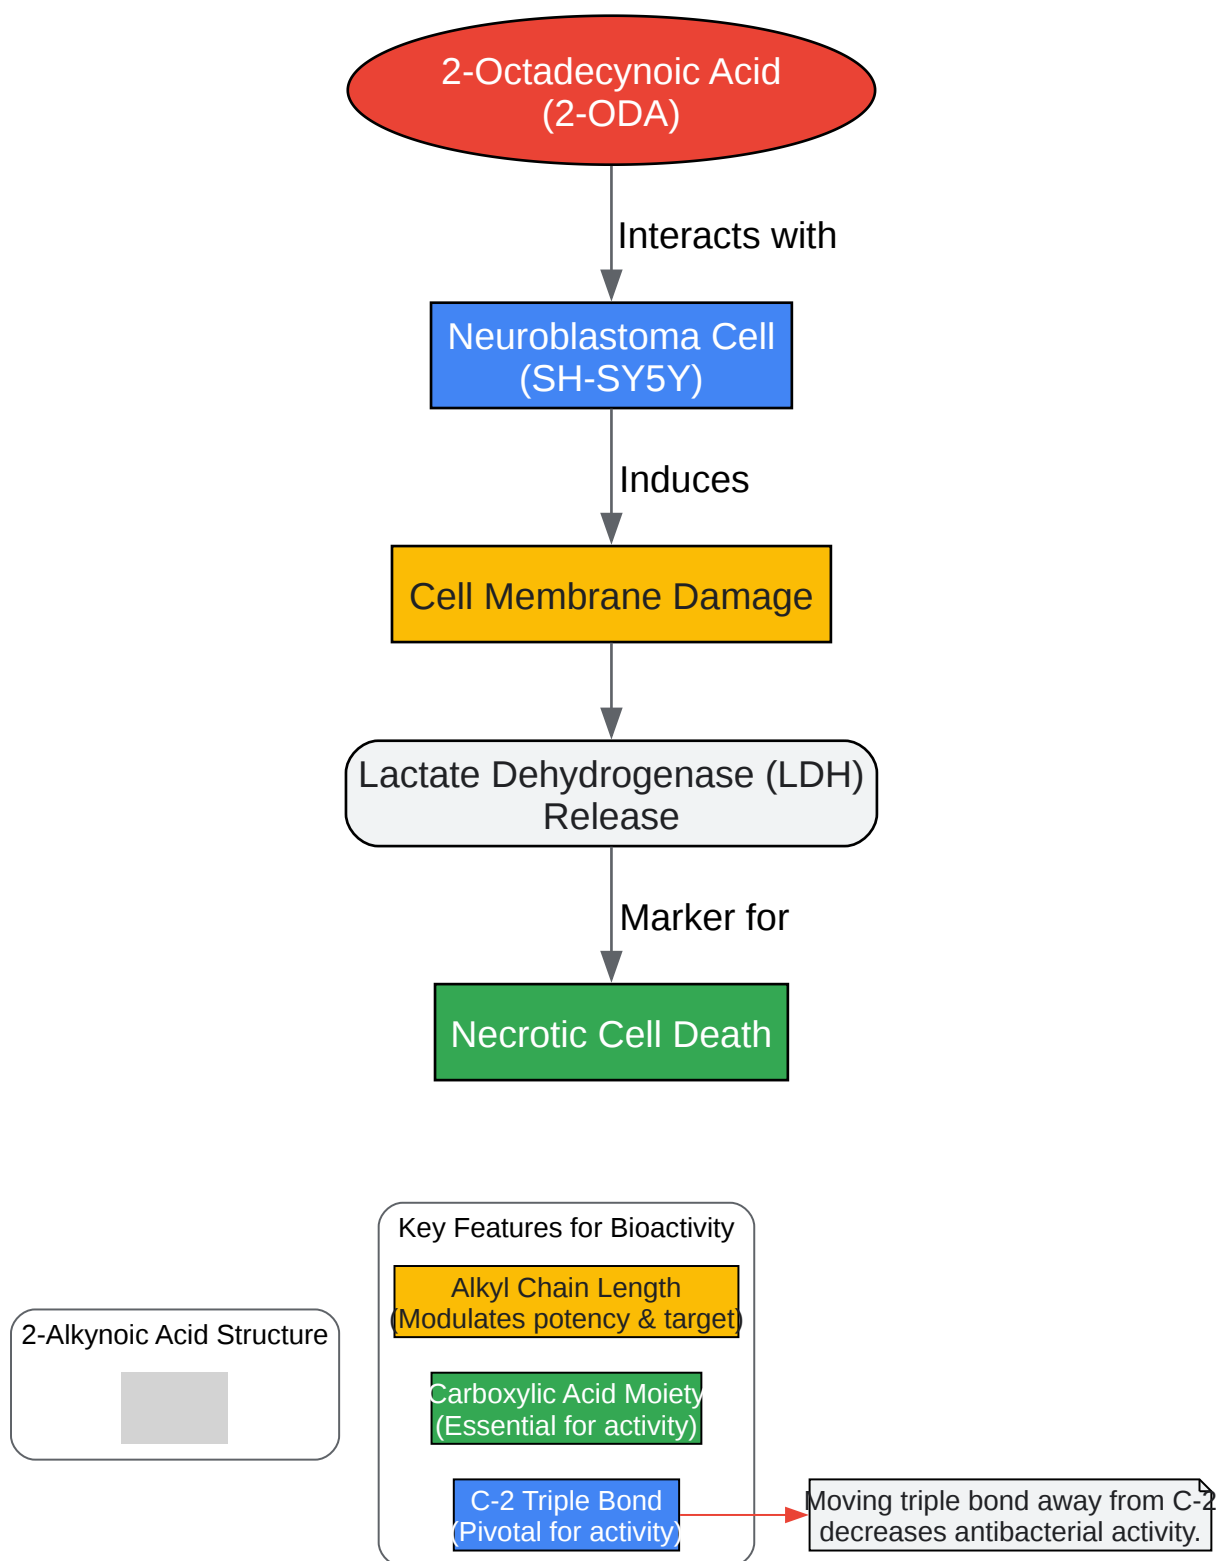 2-Octadecynoic Acid
(2-ODA)
Interacts with
Neuroblastoma Cell
(SH-SY5Y)
Induces
Cell Membrane Damage
Lactate Dehydrogenase (LDH)
Release
Marker for
Necrotic Cell Death
2-Alkynoic Acid Structure
Key Features for Bioactivity
Alkyl Chain Length
(Modulates potency & target)
Carboxylic Acid Moiety
(Essential for activity)
C-2 Triple Bond
(Pivotal for activity)
Moving triple bond away from C-2
decreases antibacterial activity.